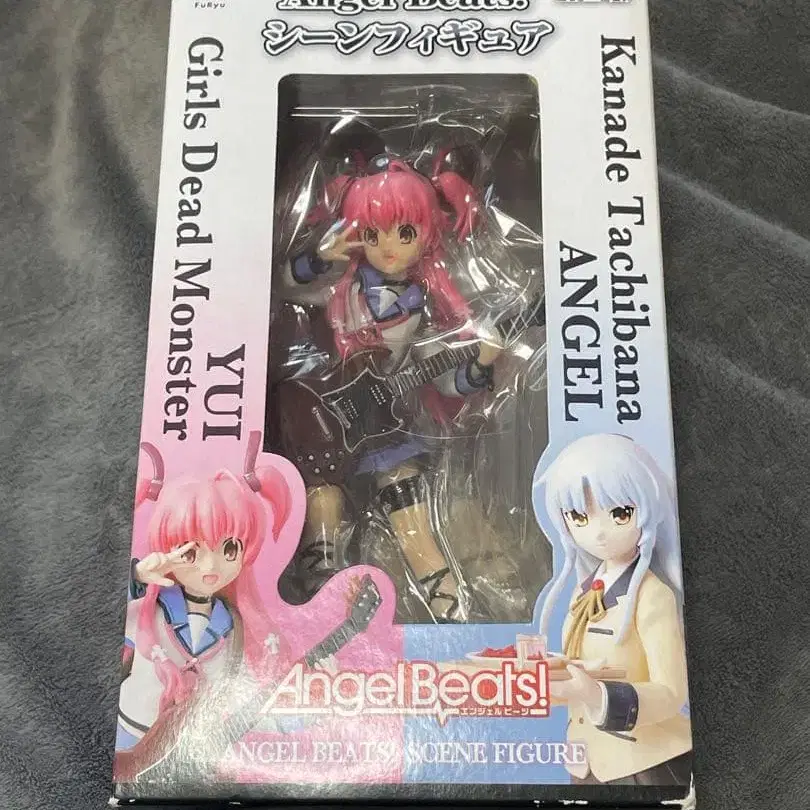 FuRyu
Angel Beats!
シーンフィギュア
Girls Dead Monster
YUI
Kanade Tachibana
ANGEL
Angel Beats!
エンジェルビーツ
ANGEL BEATS! SCENE FIGURE